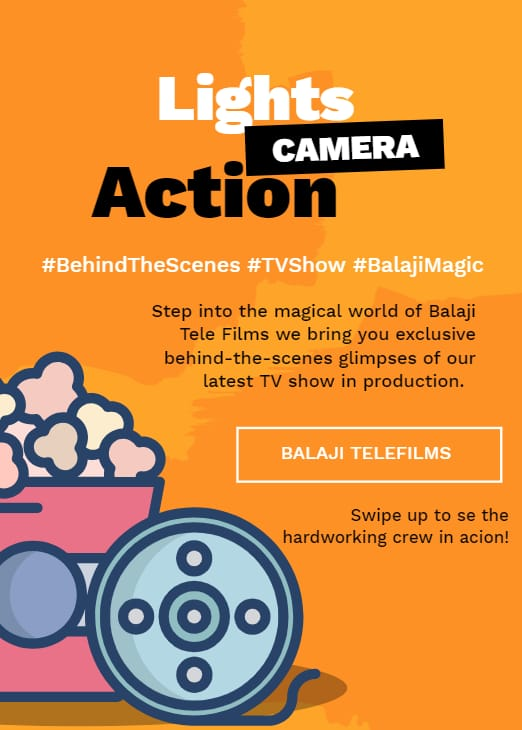 Lights
CAMERA
Action
#BehindTheScenes #TVShow #BalajiMagic
Step into the magical world of Balaji
Tele Films we bring you exclusive
behind-the-scenes glimpses of our
latest TV show in production.
BALAJI TELEFILMS
Swipe up to se the
hardworking crew in acion!